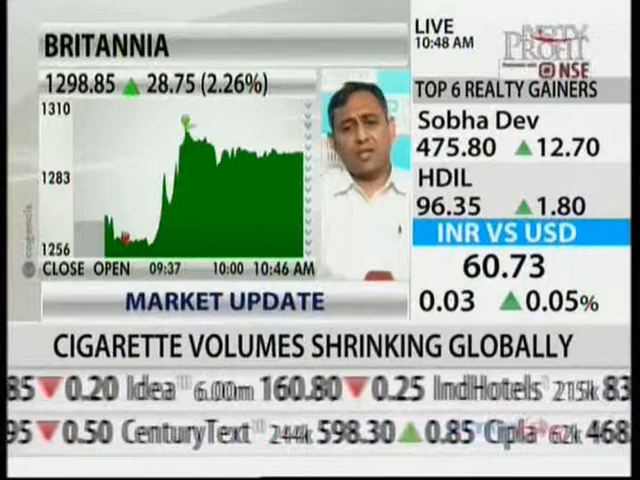 BRITANNIA
1298.85 ▲ 28.75 (2.26%)
1310
1283
1256
CLOSE OPEN 09:37 10:00 10:46 AM
MARKET UPDATE
LIVE
10:48 AM
NDTV
PROFIT
NSE
TOP 6 REALTY GAINERS
Sobha Dev
475.80 ▲ 12.70
HDIL
96.35 ▲ 1.80
INR VS USD
60.73
0.03 ▲ 0.05%
CIGARETTE VOLUMES SHRINKING GLOBALLY
85 ▼ 0.20 Idea 6.00m 160.80 ▼ 0.25 IndHotels 215k 83
95 ▼ 0.50 CenturyText 244k 598.30 ▲ 0.85 Cipla 62k 468